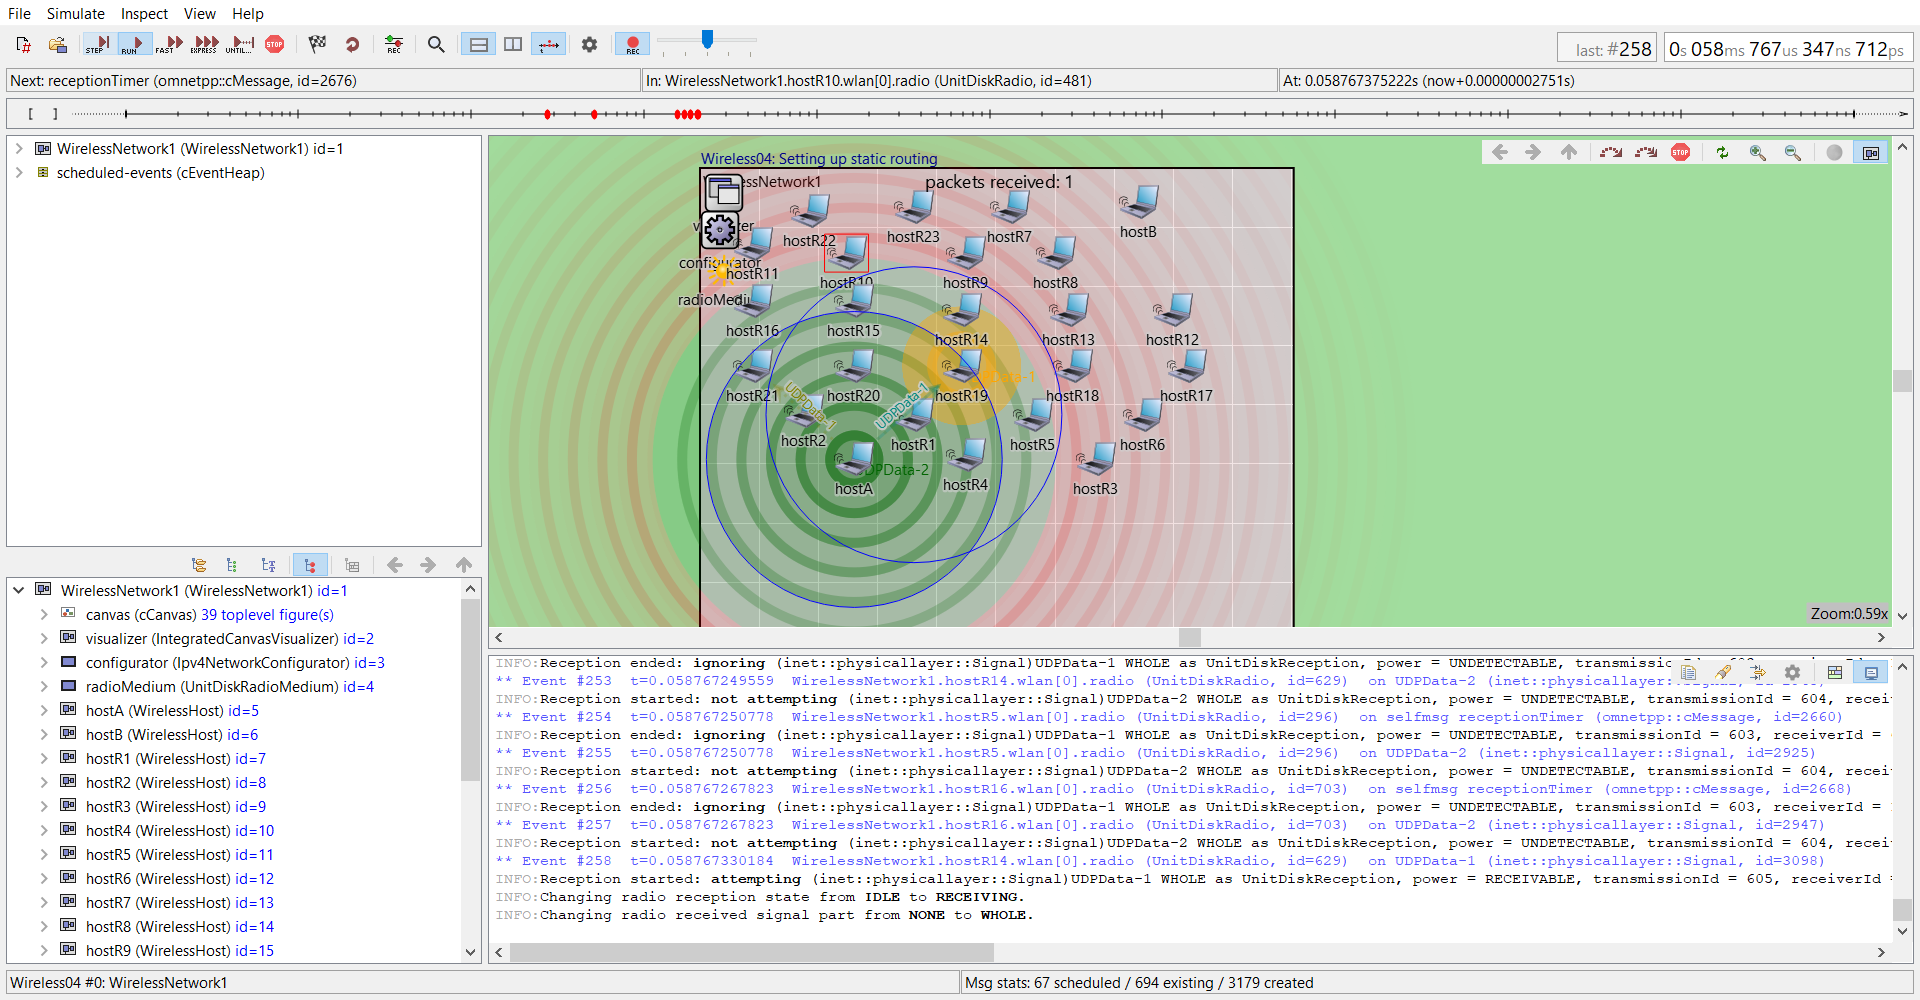 File Simulate Inspect View Help
STEP RUN FAST EXPRESS UNTIL... STOP REC REC
last: #258 0s 058ms 767us 347ns 712ps
Next: receptionTimer (omnetpp::cMessage, id=2676) In: WirelessNetwork1.hostR10.wlan[0].radio (UnitDiskRadio, id=481) At: 0.058767375222s (now+0.00000002751s)
[ ]
WirelessNetwork1 (WirelessNetwork1) id=1
scheduled-events (cEventHeap)
WirelessNetwork1 (WirelessNetwork1) id=1
canvas (cCanvas) 39 toplevel figure(s)
visualizer (IntegratedCanvasVisualizer) id=2
configurator (Ipv4NetworkConfigurator) id=3
radioMedium (UnitDiskRadioMedium) id=4
hostA (WirelessHost) id=5
hostB (WirelessHost) id=6
hostR1 (WirelessHost) id=7
hostR2 (WirelessHost) id=8
hostR3 (WirelessHost) id=9
hostR4 (WirelessHost) id=10
hostR5 (WirelessHost) id=11
hostR6 (WirelessHost) id=12
hostR7 (WirelessHost) id=13
hostR8 (WirelessHost) id=14
hostR9 (WirelessHost) id=15
Wireless04: Setting up static routing
STOP
packets received: 1
hostR22
hostR23
hostR7
hostB
configurator
hostR11
hostR10
hostR9
hostR8
hostR16
hostR15
hostR14
hostR13
hostR12
hostR21
hostR20
hostR19
hostR18
hostR17
UDPData-1
UDPData-1
hostR2
hostR1
hostR5
hostR6
hostA
hostR4
hostR3
Zoom:0.59x
INFO:Reception ended: ignoring (inet::physicallayer::Signal)UDPData-1 WHOLE as UnitDiskReception, power = UNDETECTABLE,
** Event #253 t=0.058767249559 WirelessNetwork1.hostR14.wlan[0].radio (UnitDiskRadio, id=629) on UDPData-2 (inet::physicallayer::
INFO:Reception started: not attempting (inet::physicallayer::Signal)UDPData-2 WHOLE as UnitDiskReception, power = UNDETECTABLE, transmissionId = 604, recei
** Event #254 t=0.058767250778 WirelessNetwork1.hostR5.wlan[0].radio (UnitDiskRadio, id=296) on selfmsg receptionTimer (omnetpp::cMessage, id=2660)
INFO:Reception ended: ignoring (inet::physicallayer::Signal)UDPData-1 WHOLE as UnitDiskReception, power = UNDETECTABLE, transmissionId = 603, receiverId =
** Event #255 t=0.058767250778 WirelessNetwork1.hostR5.wlan[0].radio (UnitDiskRadio, id=296) on UDPData-2 (inet::physicallayer::Signal, id=2925)
INFO:Reception started: not attempting (inet::physicallayer::Signal)UDPData-2 WHOLE as UnitDiskReception, power = UNDETECTABLE, transmissionId = 604, recei
** Event #256 t=0.058767267823 WirelessNetwork1.hostR16.wlan[0].radio (UnitDiskRadio, id=703) on selfmsg receptionTimer (omnetpp::cMessage, id=2668)
INFO:Reception ended: ignoring (inet::physicallayer::Signal)UDPData-1 WHOLE as UnitDiskReception, power = UNDETECTABLE, transmissionId = 603, receiverId =
** Event #257 t=0.058767267823 WirelessNetwork1.hostR16.wlan[0].radio (UnitDiskRadio, id=703) on UDPData-2 (inet::physicallayer::Signal, id=2947)
INFO:Reception started: not attempting (inet::physicallayer::Signal)UDPData-2 WHOLE as UnitDiskReception, power = UNDETECTABLE, transmissionId = 604, recei
** Event #258 t=0.058767330184 WirelessNetwork1.hostR14.wlan[0].radio (UnitDiskRadio, id=629) on UDPData-1 (inet::physicallayer::Signal, id=3098)
INFO:Reception started: attempting (inet::physicallayer::Signal)UDPData-1 WHOLE as UnitDiskReception, power = RECEIVABLE, transmissionId = 605, receiverId =
INFO:Changing radio reception state from IDLE to RECEIVING.
INFO:Changing radio received signal part from NONE to WHOLE.
Wireless04 #0: WirelessNetwork1 Msg stats: 67 scheduled / 694 existing / 3179 created